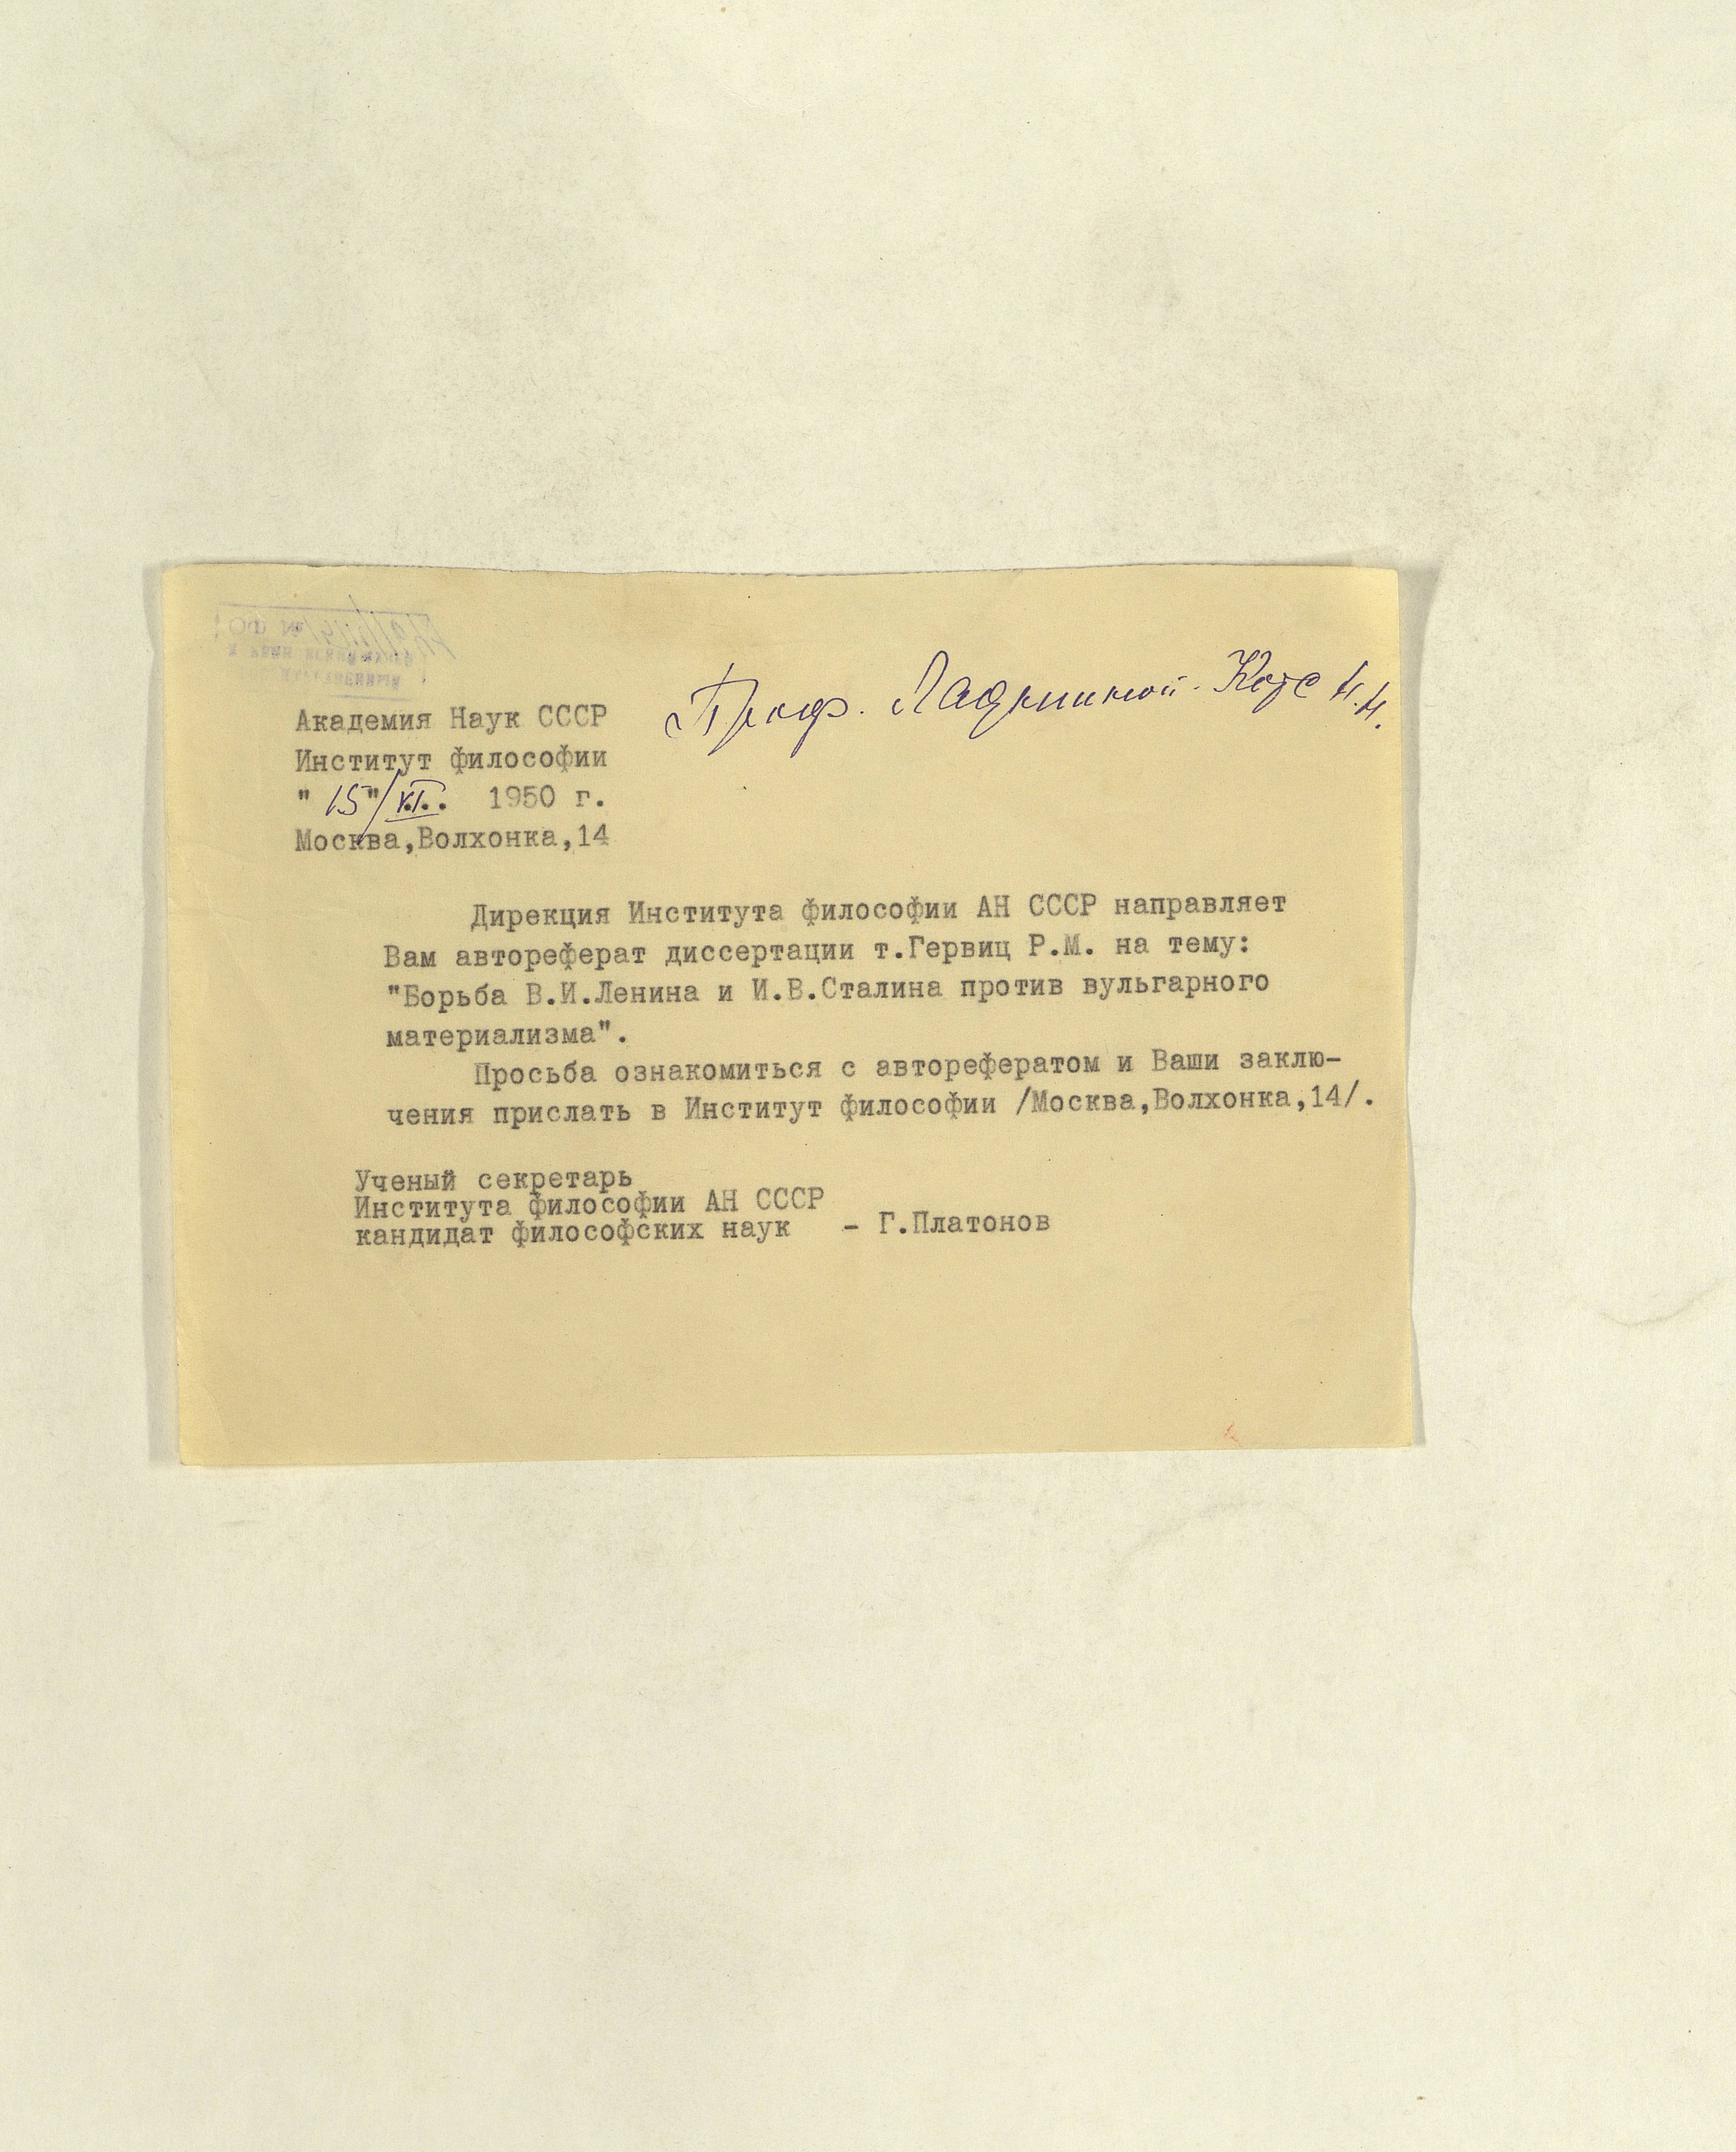 Академия Наук СССР
Институт философии
" 15"/VI. 1950 г.
Москва,Волхонка,14
Проф. Ладыгиной-Котс Н.Н.
Дирекция Института философии АН СССР направляет
Вам автореферат диссертации т.Гервиц Р.М. на тему:
"Борьба В.И.Ленина и И.В.Сталина против вульгарного
материализма".
Просьба ознакомиться с авторефератом и Ваши заклю-
чения прислать в Институт философии /Москва,Волхонка,14/.
Ученый секретарь
Института философии АН СССР
кандидат философских наук – Г.Платонов